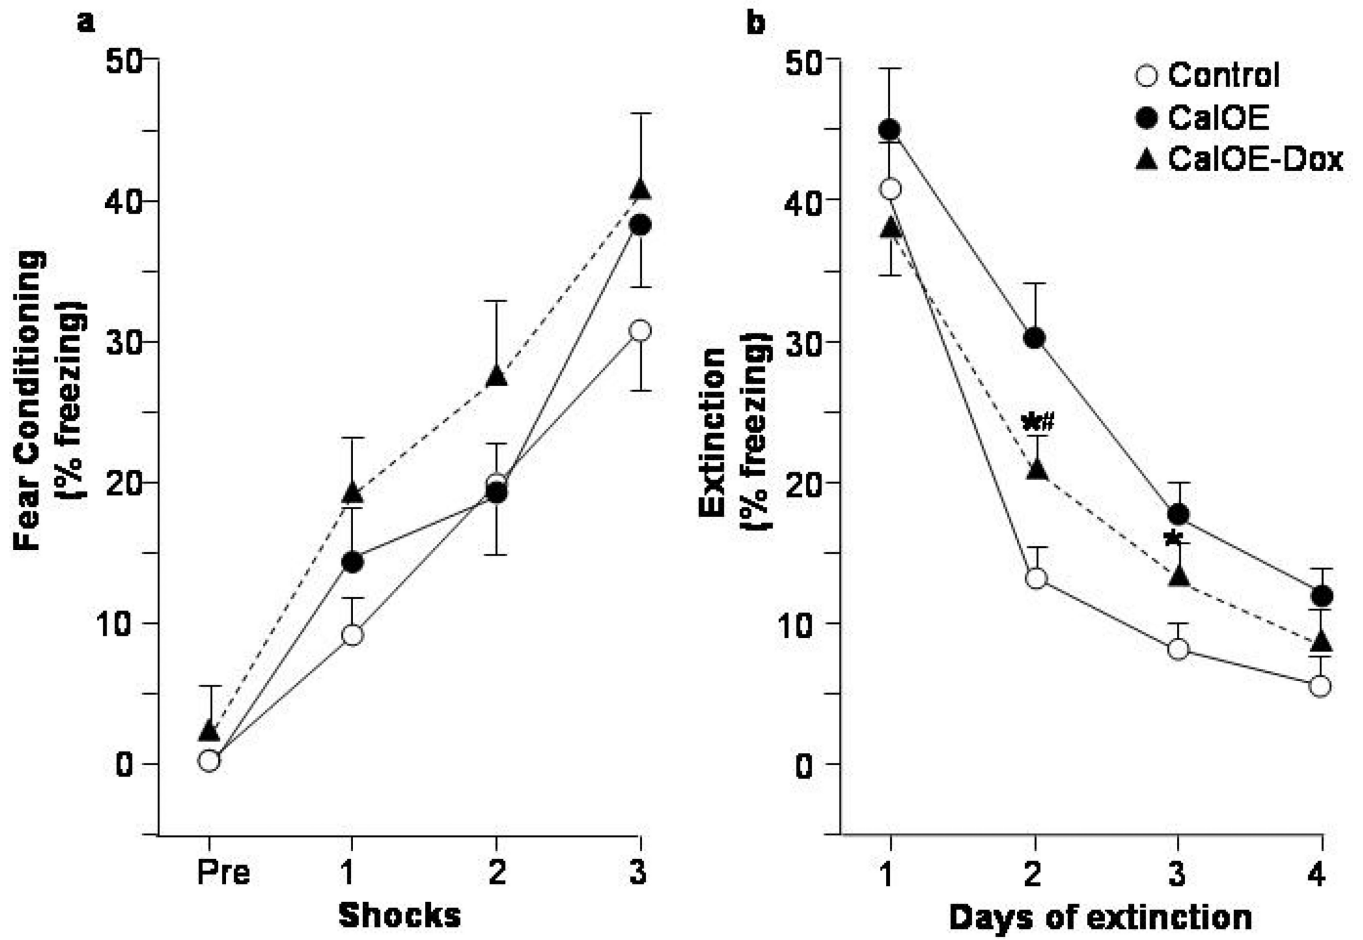 a
50
40
30
20
10
0
Fear Conditioning
(% freezing)
Pre 1 2 3
Shocks
b
50
40
30
20
10
0
Extinction
(% freezing)
Control
CalOE
CalOE-Dox
*#
*
1 2 3 4
Days of extinction